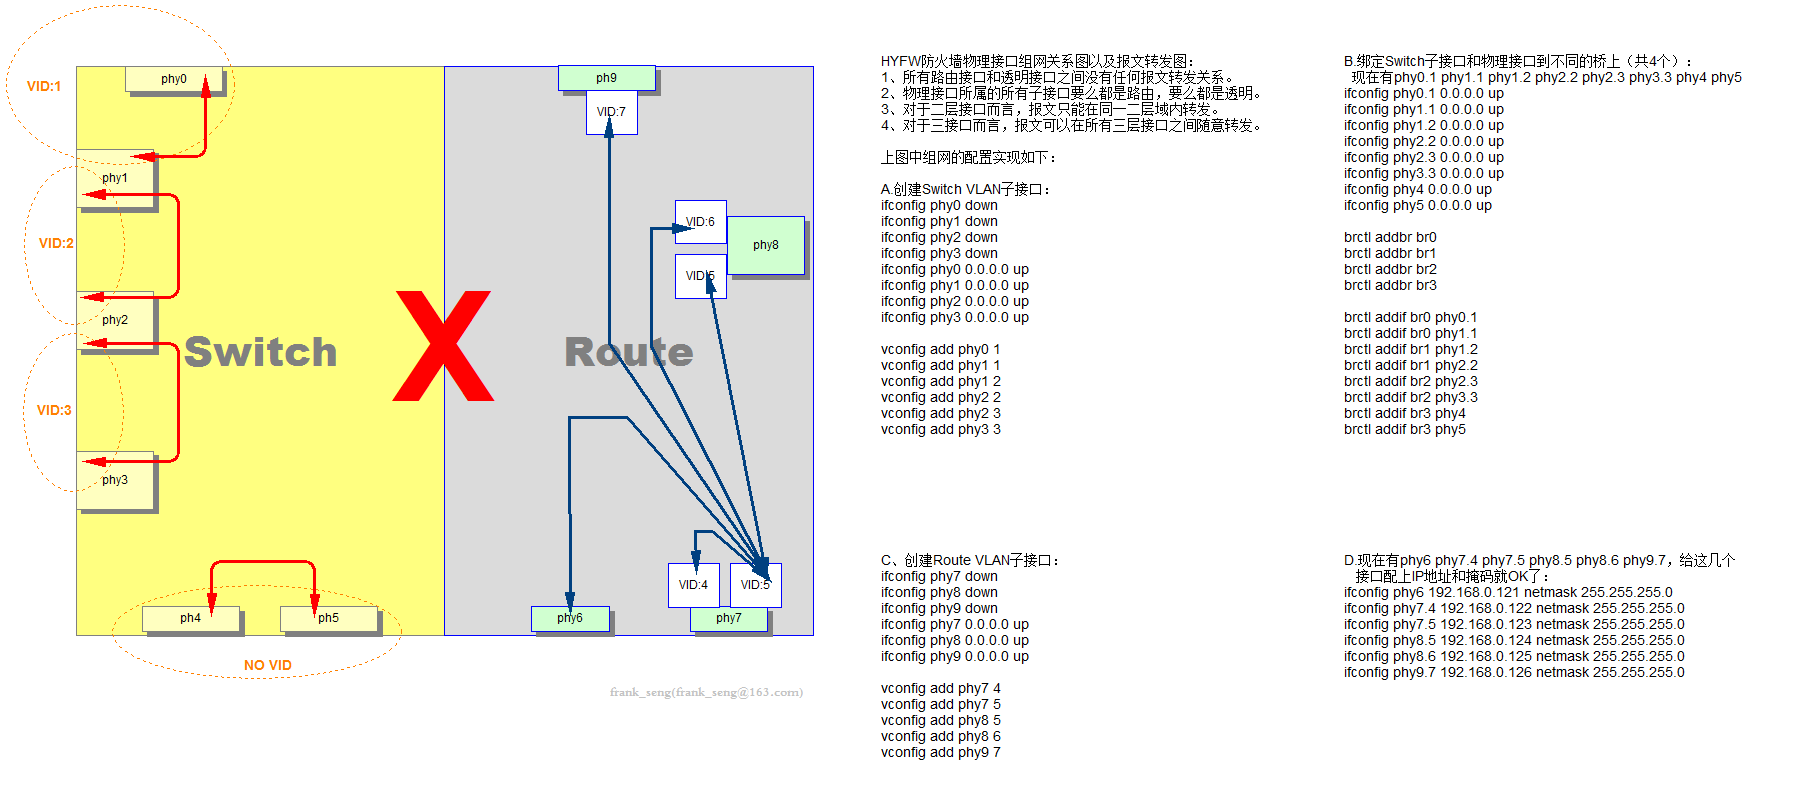 phy0
VID:1
phy1
VID:2
phy2
VID:3
phy3
Switch
X
Route
ph9
VID:7
VID:6
phy8
VID:5
VID:4
VID:5
phy6
phy7
ph4
ph5
NO VID
frank_seng(frank_seng@163.com)
HYFW防火墙物理接口组网关系图以及报文转发图：
1、所有路由接口和透明接口之间没有任何报文转发关系。
2、物理接口所属的所有子接口要么都是路由，要么都是透明。
3、对于二层接口而言，报文只能在同一二层域内转发。
4、对于三接口而言，报文可以在所有三层接口之间随意转发。
上图中组网的配置实现如下：
A.创建Switch VLAN子接口：
ifconfig phy0 down
ifconfig phy1 down
ifconfig phy2 down
ifconfig phy3 down
ifconfig phy0 0.0.0.0 up
ifconfig phy1 0.0.0.0 up
ifconfig phy2 0.0.0.0 up
ifconfig phy3 0.0.0.0 up
vconfig add phy0 1
vconfig add phy1 1
vconfig add phy1 2
vconfig add phy2 2
vconfig add phy2 3
vconfig add phy3 3
B.绑定Switch子接口和物理接口到不同的桥上（共4个）：
现在有phy0.1 phy1.1 phy1.2 phy2.2 phy2.3 phy3.3 phy4 phy5
ifconfig phy0.1 0.0.0.0 up
ifconfig phy1.1 0.0.0.0 up
ifconfig phy1.2 0.0.0.0 up
ifconfig phy2.2 0.0.0.0 up
ifconfig phy2.3 0.0.0.0 up
ifconfig phy3.3 0.0.0.0 up
ifconfig phy4 0.0.0.0 up
ifconfig phy5 0.0.0.0 up
brctl addbr br0
brctl addbr br1
brctl addbr br2
brctl addbr br3
brctl addif br0 phy0.1
brctl addif br0 phy1.1
brctl addif br1 phy1.2
brctl addif br1 phy2.2
brctl addif br2 phy2.3
brctl addif br2 phy3.3
brctl addif br3 phy4
brctl addif br3 phy5
C、创建Route VLAN子接口：
ifconfig phy7 down
ifconfig phy8 down
ifconfig phy9 down
ifconfig phy7 0.0.0.0 up
ifconfig phy8 0.0.0.0 up
ifconfig phy9 0.0.0.0 up
vconfig add phy7 4
vconfig add phy7 5
vconfig add phy8 5
vconfig add phy8 6
vconfig add phy9 7
D.现在有phy6 phy7.4 phy7.5 phy8.5 phy8.6 phy9.7，给这几个
接口配上IP地址和掩码就OK了：
ifconfig phy6 192.168.0.121 netmask 255.255.255.0
ifconfig phy7.4 192.168.0.122 netmask 255.255.255.0
ifconfig phy7.5 192.168.0.123 netmask 255.255.255.0
ifconfig phy8.5 192.168.0.124 netmask 255.255.255.0
ifconfig phy8.6 192.168.0.125 netmask 255.255.255.0
ifconfig phy9.7 192.168.0.126 netmask 255.255.255.0